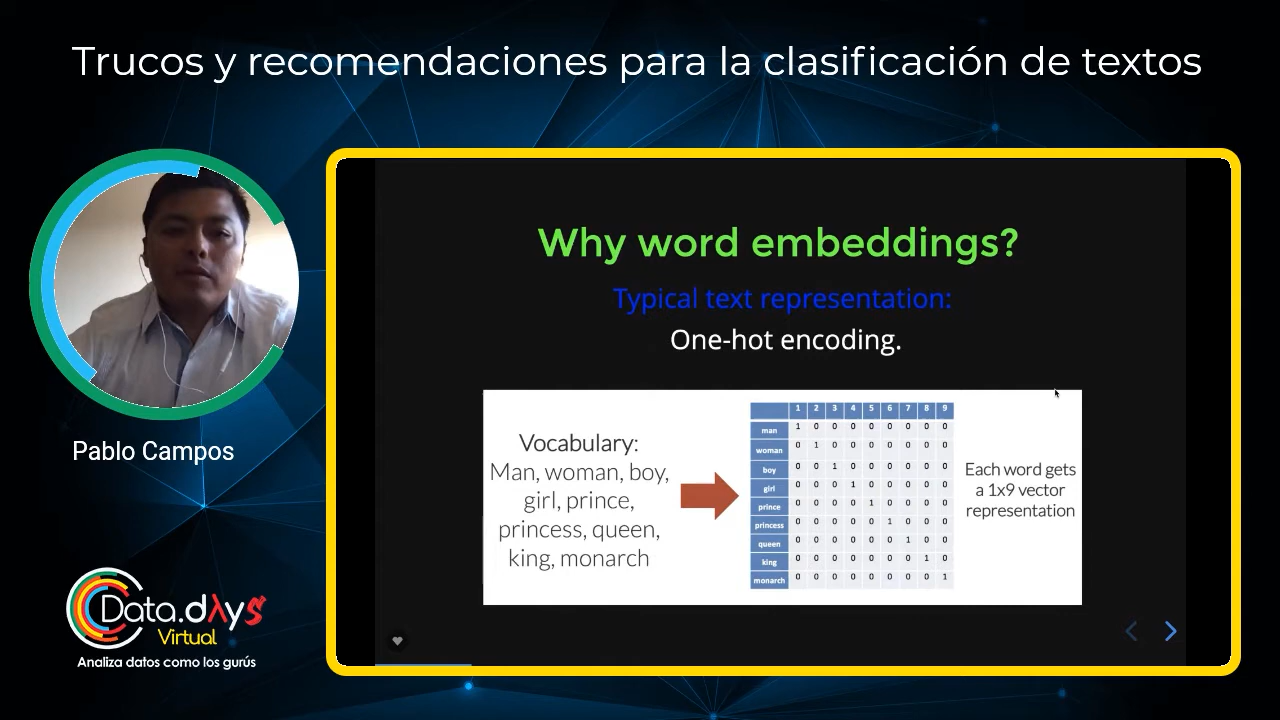 Trucos y recomendaciones para la clasificación de textos
Why word embeddings?
Typical text representation:
One-hot encoding.
Vocabulary:
Man, woman, boy,
girl, prince,
princess, queen,
king, monarch
1 2 3 4 5 6 7 8 9
man 1 0 0 0 0 0 0 0 0
woman 0 1 0 0 0 0 0 0 0
boy 0 0 1 0 0 0 0 0 0
girl 0 0 0 1 0 0 0 0 0
prince 0 0 0 0 1 0 0 0 0
princess 0 0 0 0 0 1 0 0 0
queen 0 0 0 0 0 0 1 0 0
king 0 0 0 0 0 0 0 1 0
monarch 0 0 0 0 0 0 0 0 1
Each word gets
a 1x9 vector
representation
Pablo Campos
Data.dλys
Virtual
Analiza datos como los gurús